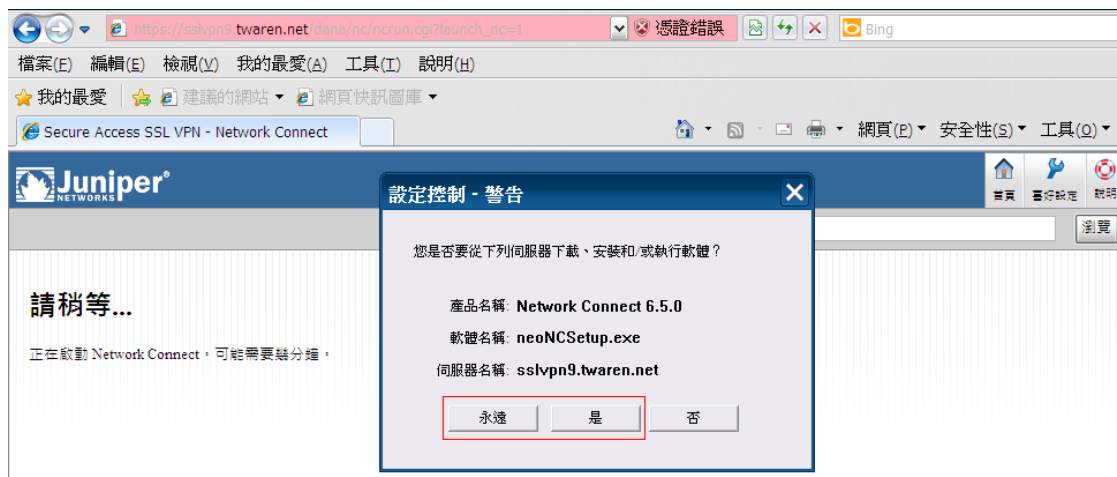 https://sslvpn9.twaren.net/dana/nc/ncrun.cgi?launch_nc=1 憑證錯誤 Bing
檔案(F) 編輯(E) 檢視(V) 我的最愛(A) 工具(T) 說明(H)
我的最愛 建議的網站 網頁快訊圖庫
Secure Access SSL VPN - Network Connect 網頁(P) 安全性(S) 工具(O)
Juniper®
NETWORKS
首頁 喜好設定 說明
瀏覽
設定控制 - 警告
您是否要從下列伺服器下載、安裝和/或執行軟體？
產品名稱: Network Connect 6.5.0
軟體名稱: neoNCSetup.exe
伺服器名稱: sslvpn9.twaren.net
永遠 是 否
請稍等...
正在啟動 Network Connect。可能需要幾分鐘。